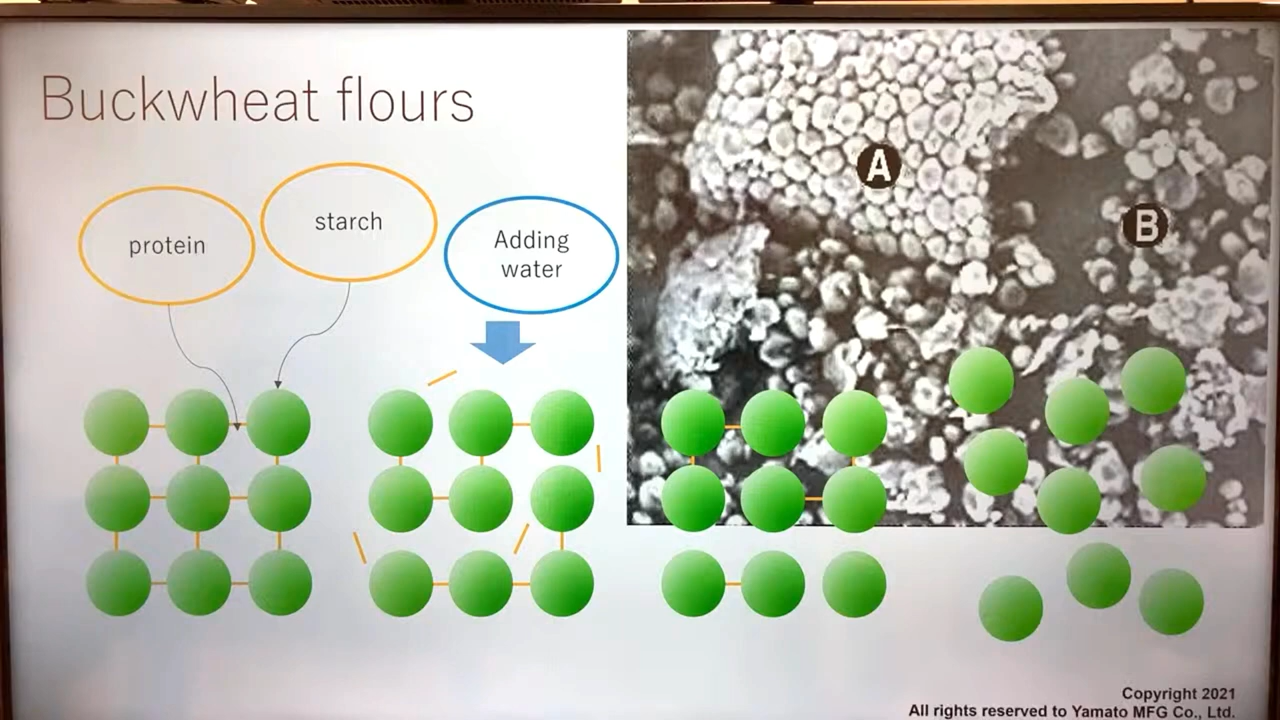 Buckwheat flours
protein
starch
Adding
water
A
B
Copyright 2021
All rights reserved to Yamato MFG Co., Ltd.